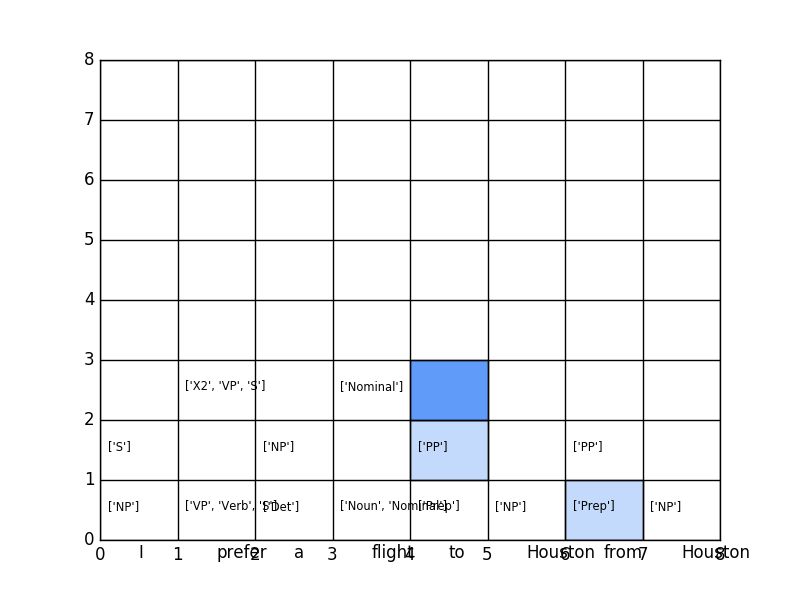 8
7
6
5
4
3
['X2', 'VP', 'S'] ['Nominal']
2
['S'] ['NP'] ['PP'] ['PP']
1
['NP'] ['VP', 'Verb', 'S'] ['Det'] ['Noun', 'Nominal'] ['Prep'] ['NP'] ['Prep'] ['NP']
0
I prefer a flight to Houston from Houston
0 1 2 3 4 5 6 7 8